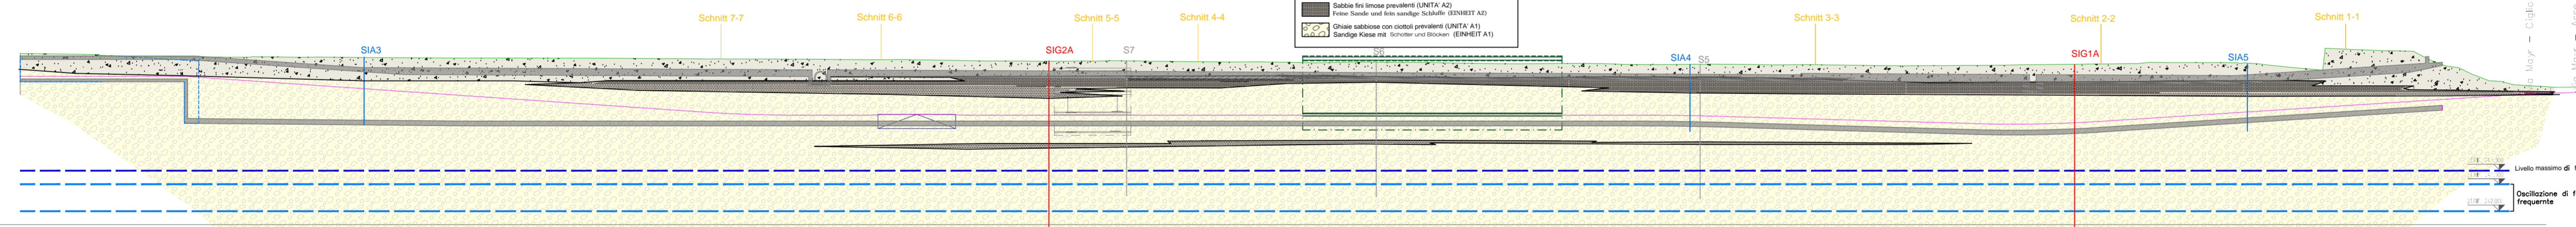 Sabbie fini limose prevalenti (UNITA' A2)
Feine Sande und fein sandige Schluffe (EINHEIT A2)
Ghiaie sabbiose con ciottoli prevalenti (UNITA' A1)
Sandige Kiese mit Schotter und Blöcken (EINHEIT A1)
Schnitt 7-7
Schnitt 6-6
Schnitt 5-5
Schnitt 4-4
Schnitt 3-3
Schnitt 2-2
Schnitt 1-1
SIA3
SIG2A
S7
S6
SIA4
S5
SIG1A
SIA5
Mayr - Ciglio
Livello massimo di
Oscillazione di
frequernte